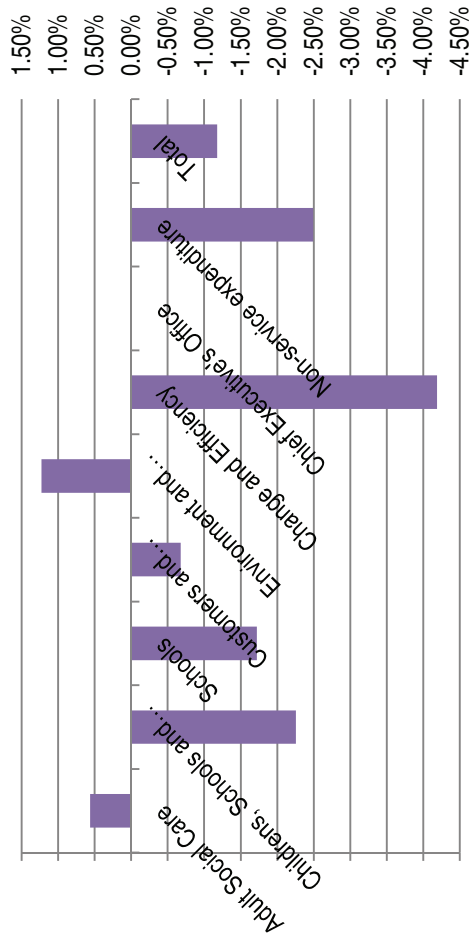 1.50%
1.00%
0.50%
0.00%
-0.50%
-1.00%
-1.50%
-2.00%
-2.50%
-3.00%
-3.50%
-4.00%
-4.50%
Adult Social Care
Childrens, Schools and...
Schools
Customers and...
Environment and...
Change and Efficiency
Chief Executive's Office
Non-service expenditure
Total